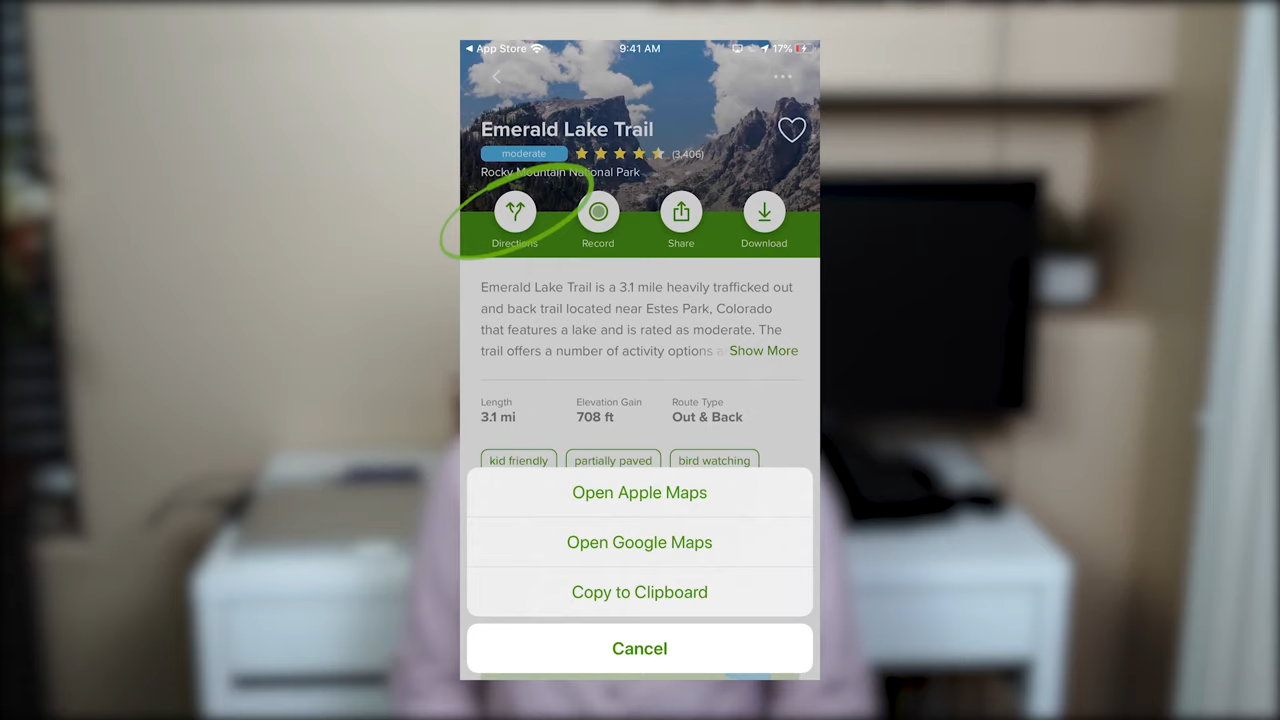 App Store 9:41 AM 17%
Emerald Lake Trail
moderate (3,406)
Rocky Mountain National Park
Directions Record Share Download
Emerald Lake Trail is a 3.1 mile heavily trafficked out
and back trail located near Estes Park, Colorado
that features a lake and is rated as moderate. The
trail offers a number of activity options Show More
Length Elevation Gain Route Type
3.1 mi 708 ft Out & Back
kid friendly partially paved bird watching
Open Apple Maps
Open Google Maps
Copy to Clipboard
Cancel